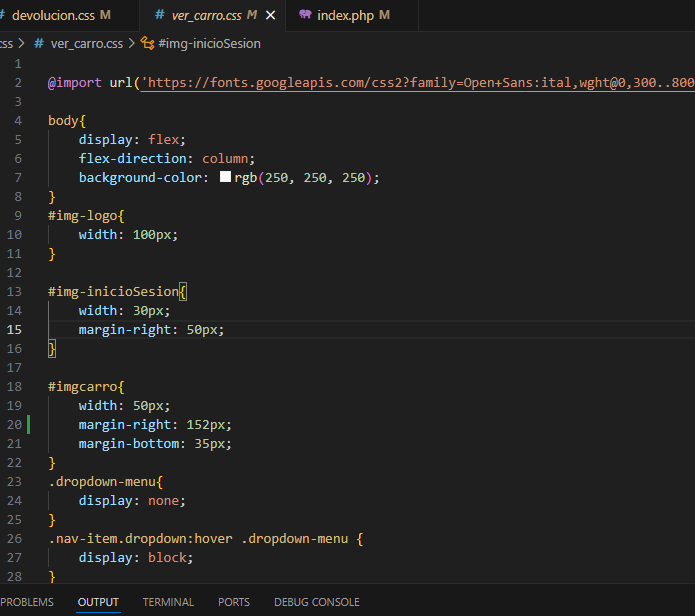 # devolucion.css M # ver_carro.css M × index.php M
css > # ver_carro.css > #img-inicioSesion
1
2 @import url('https://fonts.googleapis.com/css2?family=Open+Sans:ital,wght@0,300..800
3
4 body{
5 display: flex;
6 flex-direction: column;
7 background-color: rgb(250, 250, 250);
8 }
9 #img-logo{
10 width: 100px;
11 }
12
13 #img-inicioSesion{
14 width: 30px;
15 margin-right: 50px;
16 }
17
18 #imgcarro{
19 width: 50px;
20 margin-right: 152px;
21 margin-bottom: 35px;
22 }
23 .dropdown-menu{
24 display: none;
25 }
26 .nav-item.dropdown:hover .dropdown-menu {
27 display: block;
28 }
PROBLEMS OUTPUT TERMINAL PORTS DEBUG CONSOLE